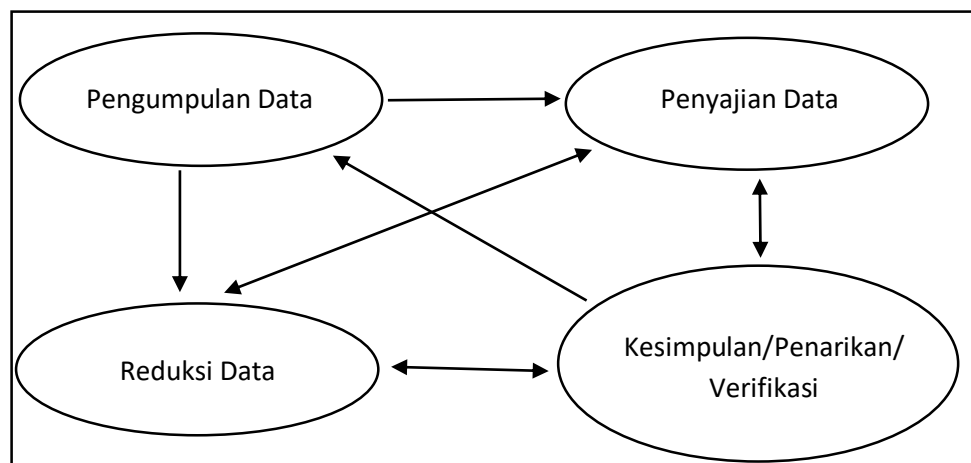 Pengumpulan Data
Penyajian Data
Reduksi Data
Kesimpulan/Penarikan/
Verifikasi